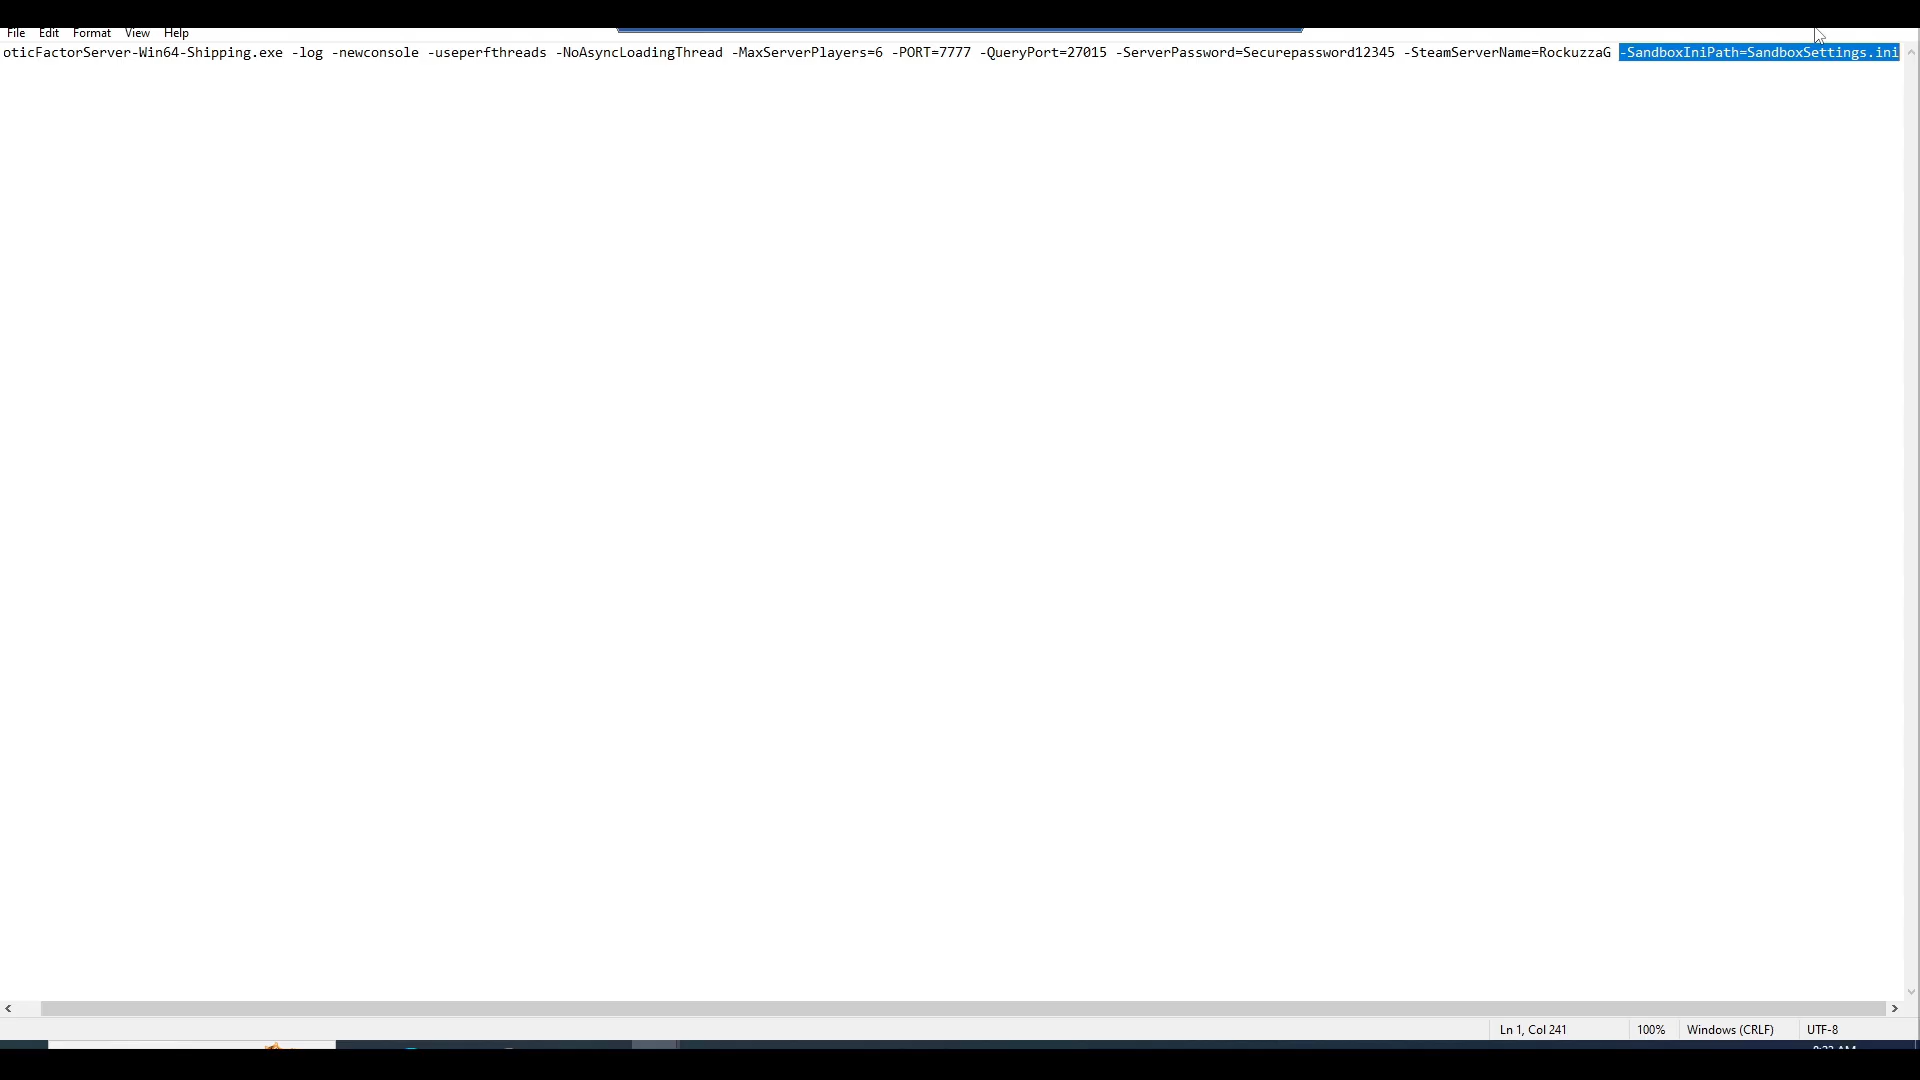 File Edit Format View Help
oticFactorServer-Win64-Shipping.exe -log -newconsole -useperfthreads -NoAsyncLoadingThread -MaxServerPlayers=6 -PORT=7777 -QueryPort=27015 -ServerPassword=Securepassword12345 -SteamServerName=RockuzzaG -SandboxIniPath=SandboxSettings.ini
Ln 1, Col 241 100% Windows (CRLF) UTF-8